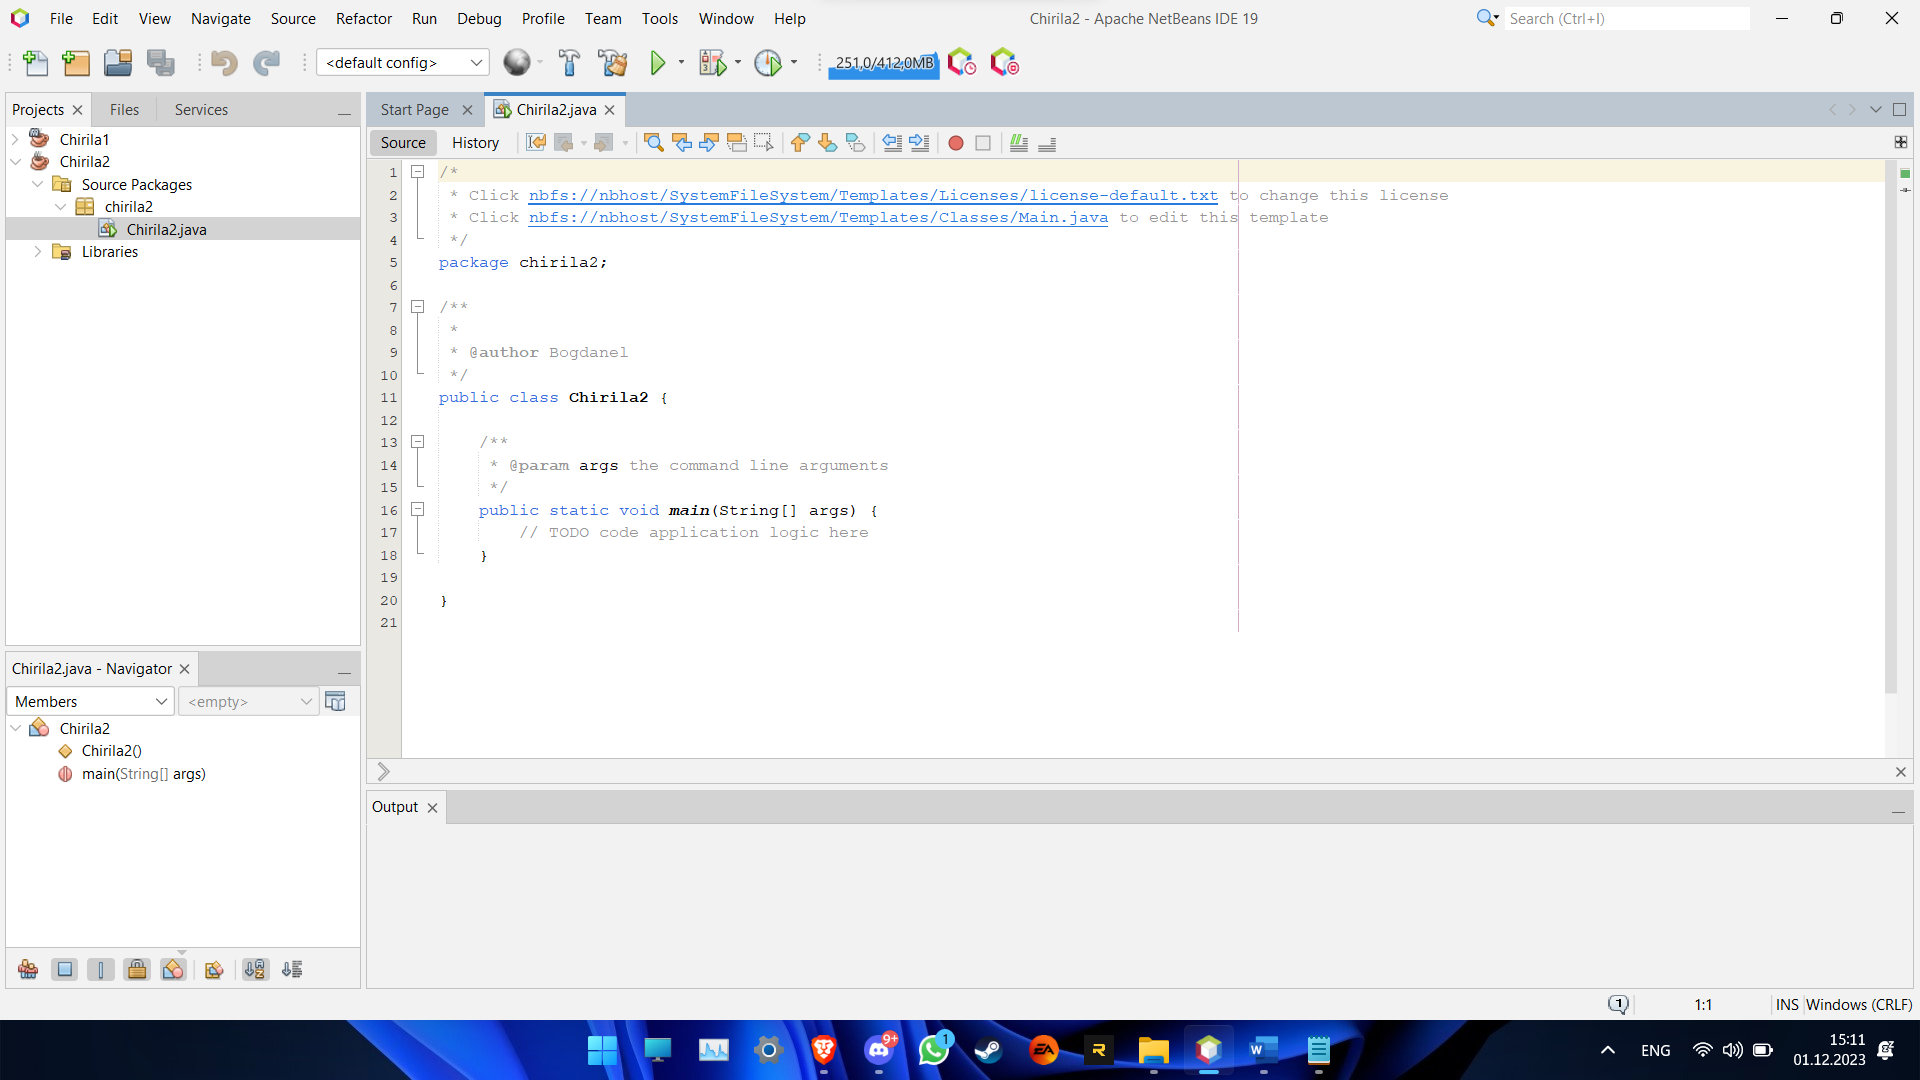 File Edit View Navigate Source Refactor Run Debug Profile Team Tools Window Help
Chirila2 - Apache NetBeans IDE 19
Search (Ctrl+I)
<default config>
251,0/412,0MB
Projects Files Services
Chirila1
Chirila2
Source Packages
chirila2
Chirila2.java
Libraries
Start Page Chirila2.java
Source History
1 /*
2 * Click nbfs://nbhost/SystemFileSystem/Templates/Licenses/license-default.txt to change this license
3 * Click nbfs://nbhost/SystemFileSystem/Templates/Classes/Main.java to edit this template
4 */
5 package chirila2;
6
7 /**
8 *
9 * @author Bogdanel
10 */
11 public class Chirila2 {
12
13 /**
14 * @param args the command line arguments
15 */
16 public static void main(String[] args) {
17 // TODO code application logic here
18 }
19
20 }
21
Chirila2.java - Navigator
Members <empty>
Chirila2
Chirila2()
main(String[] args)
Output
1 1:1 INS Windows (CRLF)
9+
1
EA
R
W
ENG
15:11
01.12.2023